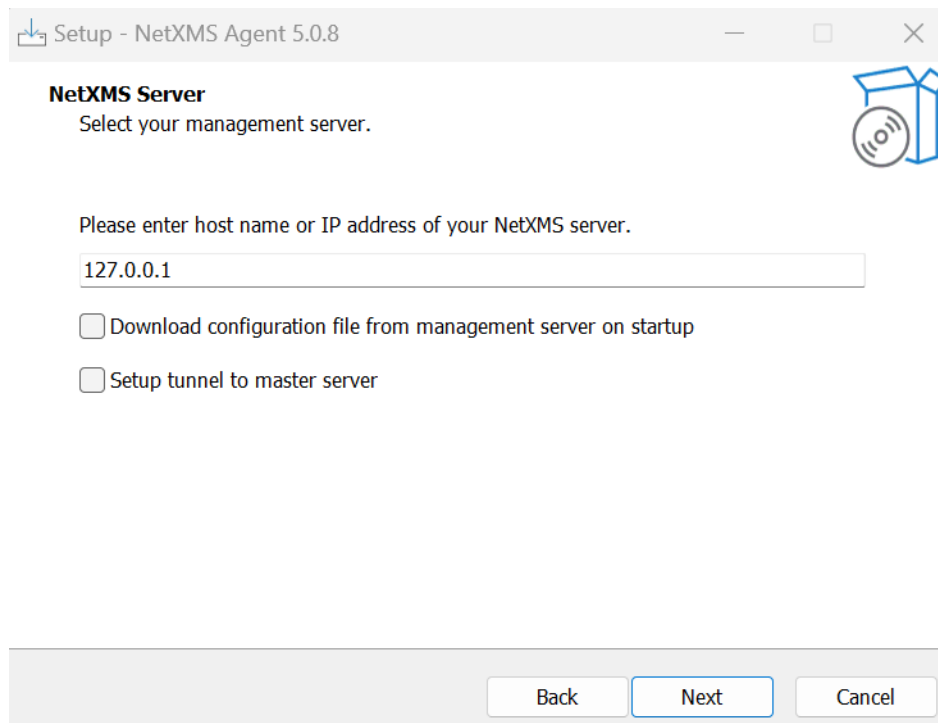 Setup - NetXMS Agent 5.0.8
NetXMS Server
Select your management server.
Please enter host name or IP address of your NetXMS server.
127.0.0.1
Download configuration file from management server on startup
Setup tunnel to master server
Back Next Cancel